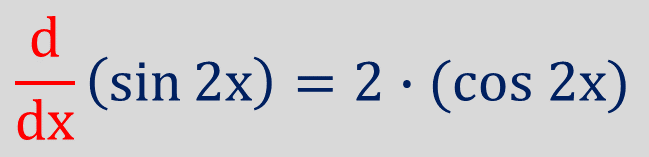 d/dx (sin 2x) = 2 · (cos 2x)